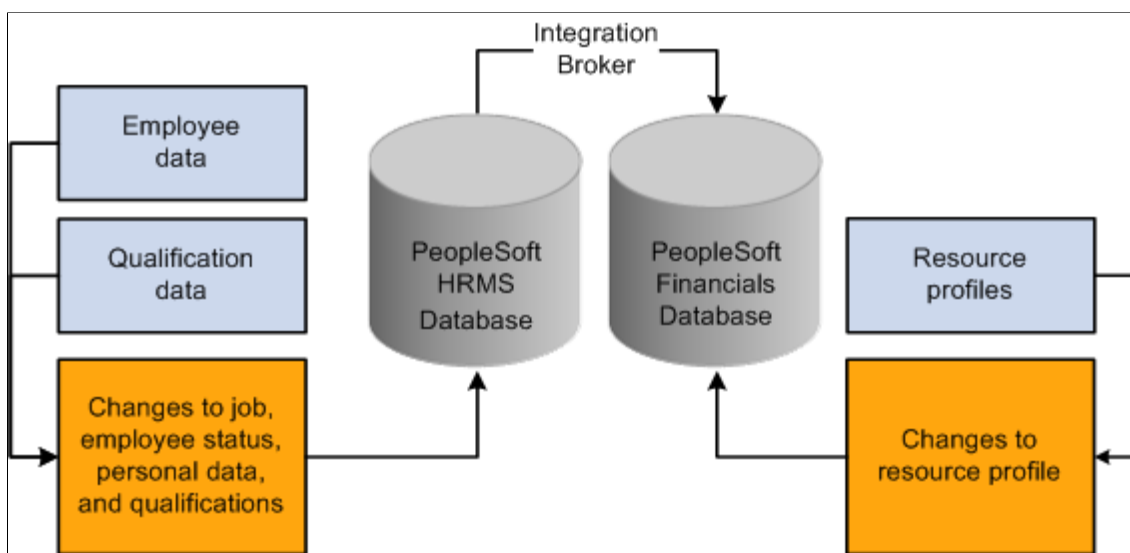 Integration
Broker
Employee
data
Qualification
data
Changes to job,
employee status,
personal data,
and qualifications
PeopleSoft
HRMS
Database
PeopleSoft
Financials
Database
Resource
profiles
Changes to
resource profile